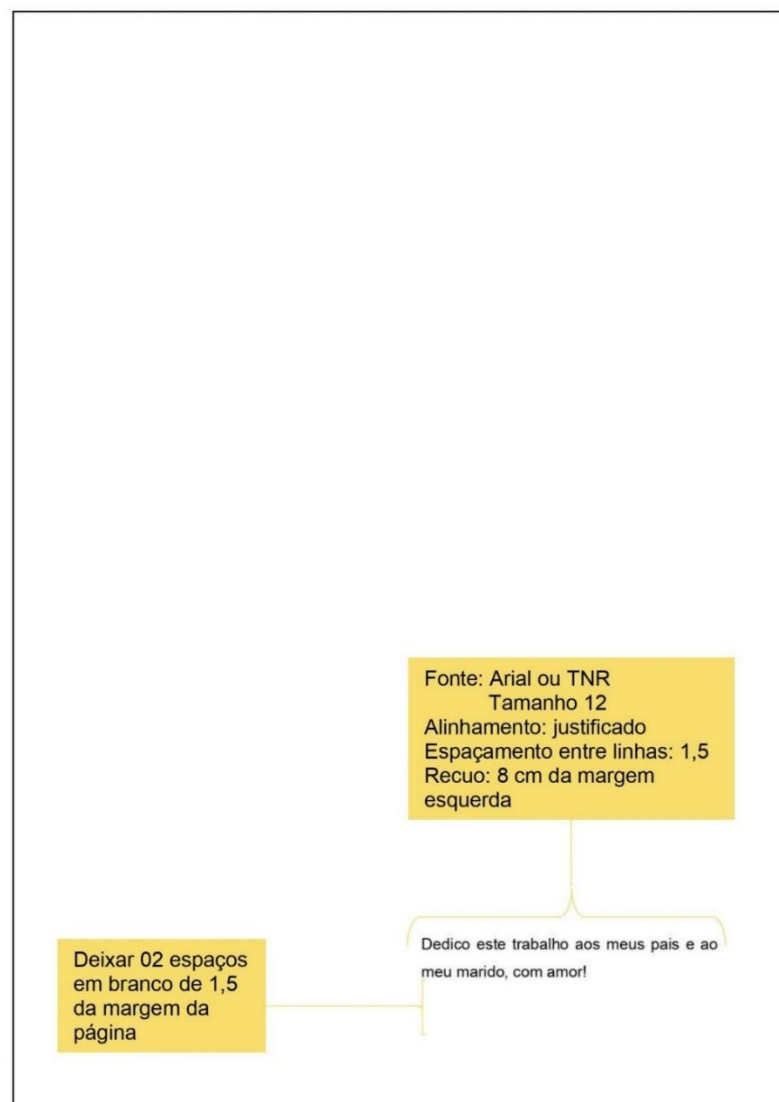 Fonte: Arial ou TNR
Tamanho 12
Alinhamento: justificado
Espaçamento entre linhas: 1,5
Recuo: 8 cm da margem
esquerda
Dedico este trabalho aos meus pais e ao
meu marido, com amor!
Deixar 02 espaços
em branco de 1,5
da margem da
página